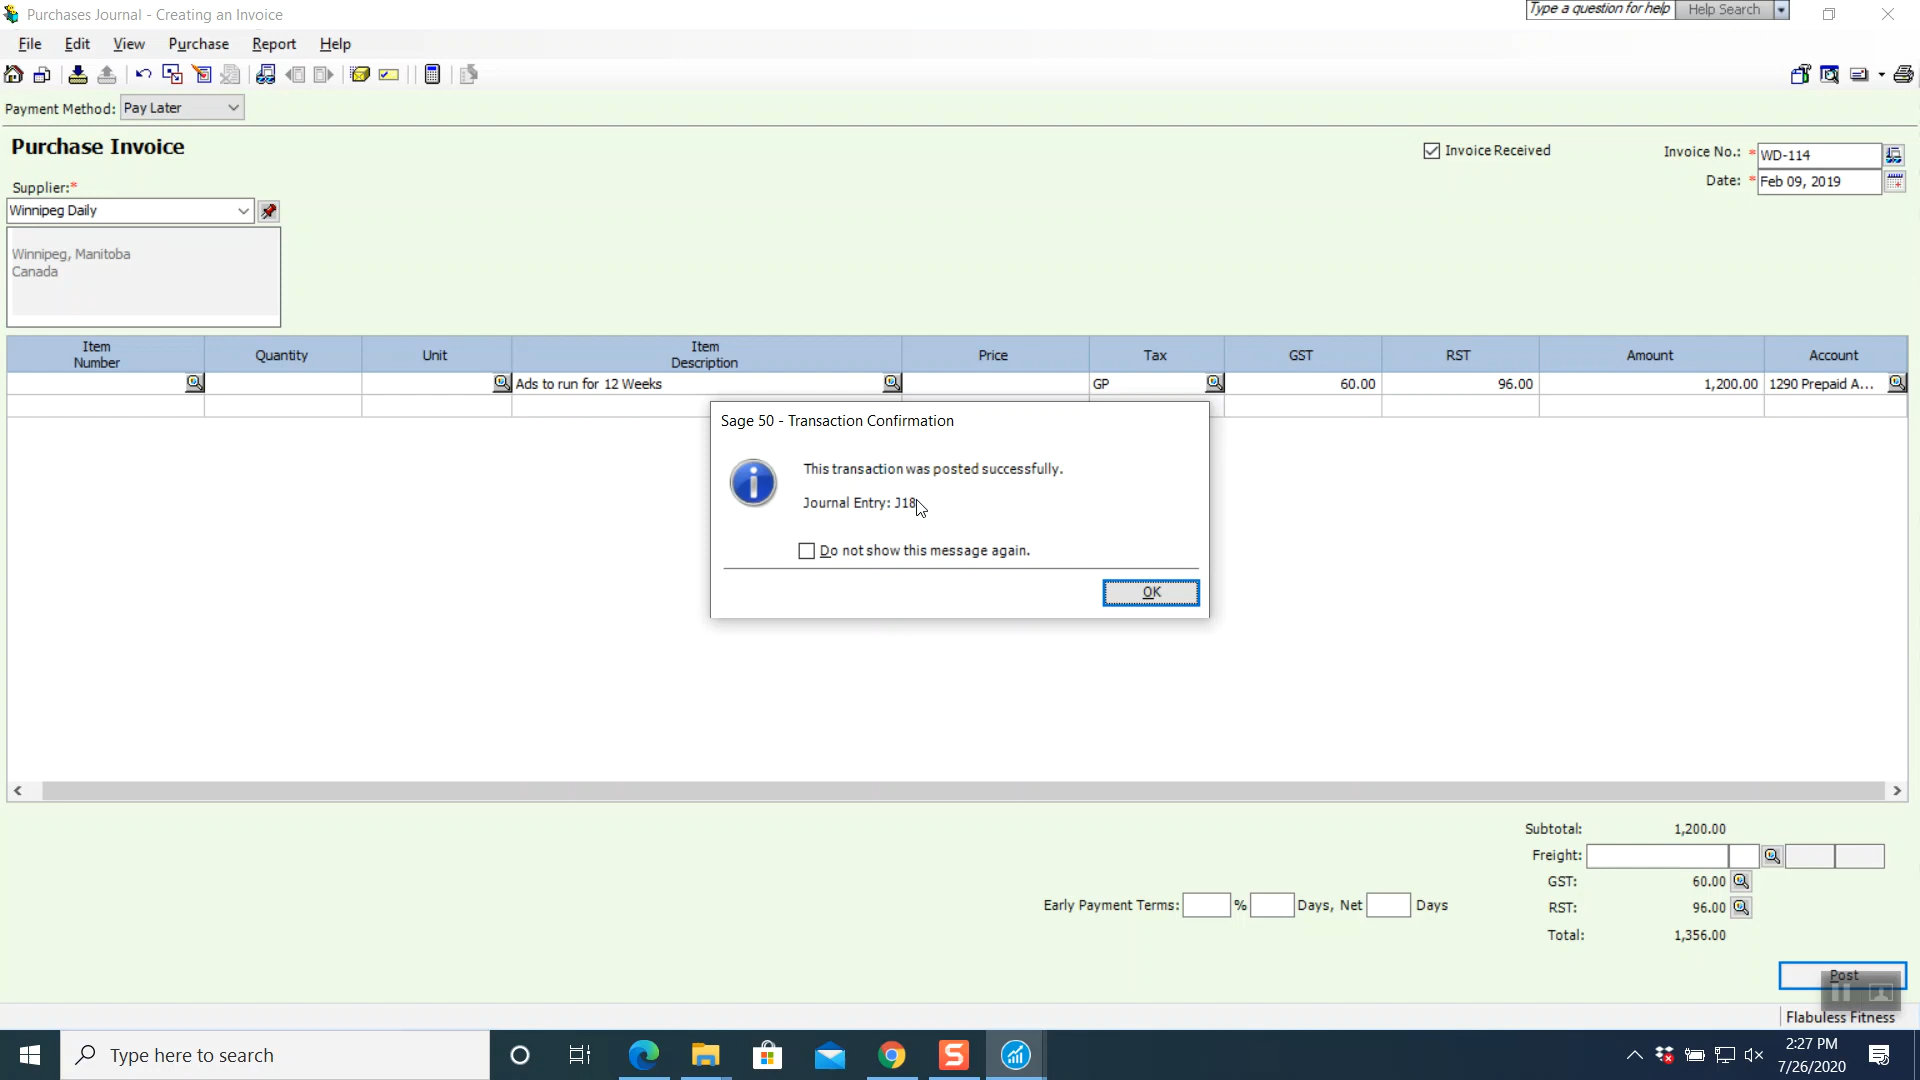 Purchases Journal - Creating an Invoice
Type a question for help Help Search
File Edit View Purchase Report Help
Payment Method: Pay Later
Purchase Invoice
Invoice Received
Invoice No.: * WD-114
Date: * Feb 09, 2019
Supplier:*
Winnipeg Daily
Winnipeg, Manitoba
Canada
Item Number Quantity Unit Item Description Price Tax GST RST Amount Account
Ads to run for 12 Weeks GP 60.00 96.00 1,200.00 1290 Prepaid A...
Sage 50 - Transaction Confirmation
This transaction was posted successfully.
Journal Entry: J18
Do not show this message again.
OK
Subtotal: 1,200.00
Freight:
GST: 60.00
Early Payment Terms: % Days, Net Days
RST: 96.00
Total: 1,356.00
Post
Flabuless Fitness
Type here to search
2:27 PM
7/26/2020